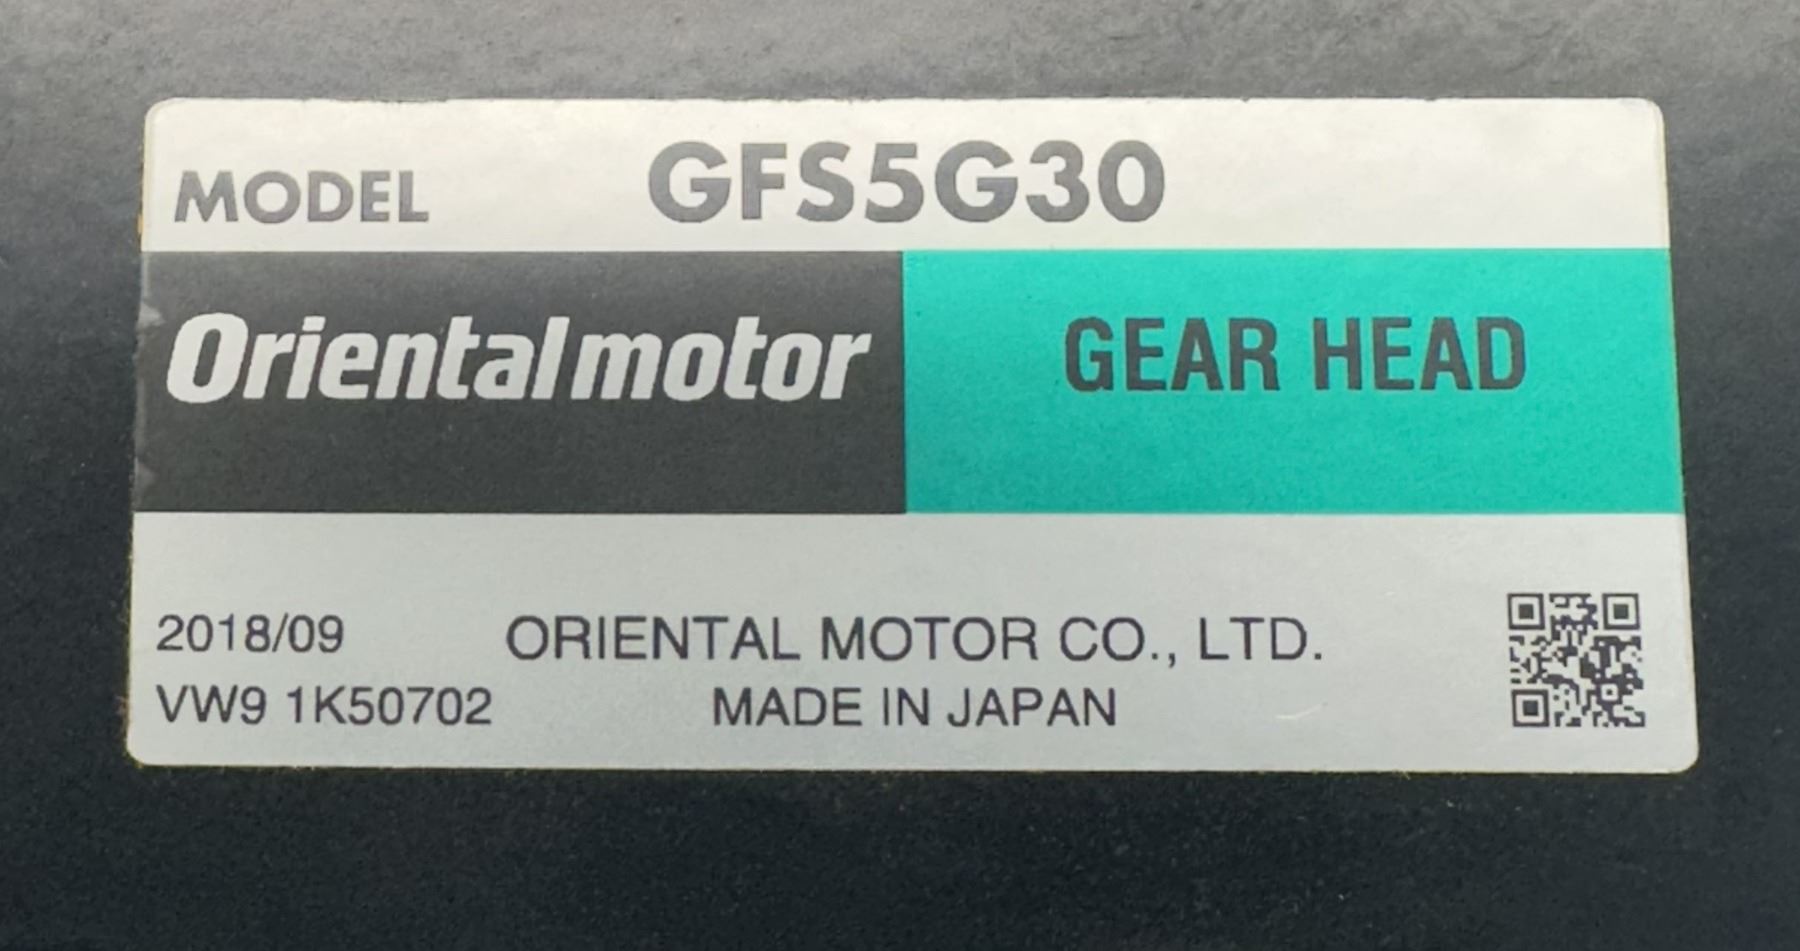 MODEL GFS5G30
Orientalmotor GEAR HEAD
2018/09 ORIENTAL MOTOR CO., LTD.
VW9 1K50702 MADE IN JAPAN